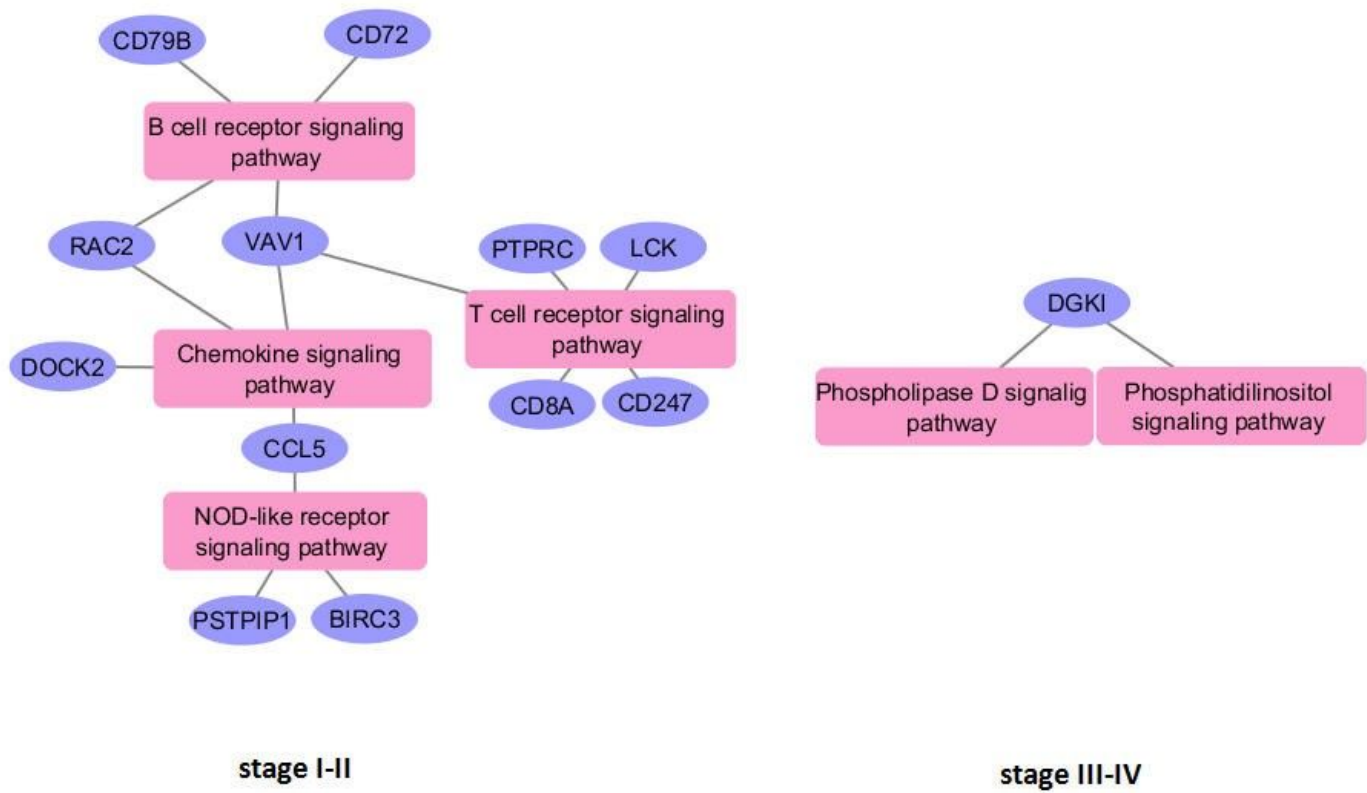 CD79B
CD72
B cell receptor signaling
pathway
RAC2
VAV1
PTPRC
LCK
T cell receptor signaling
pathway
DOCK2
Chemokine signaling
pathway
CD8A
CD247
CCL5
NOD-like receptor
signaling pathway
PSTPIP1
BIRC3
stage I-II
DGKI
Phospholipase D signalig
pathway
Phosphatidilinositol
signaling pathway
stage III-IV